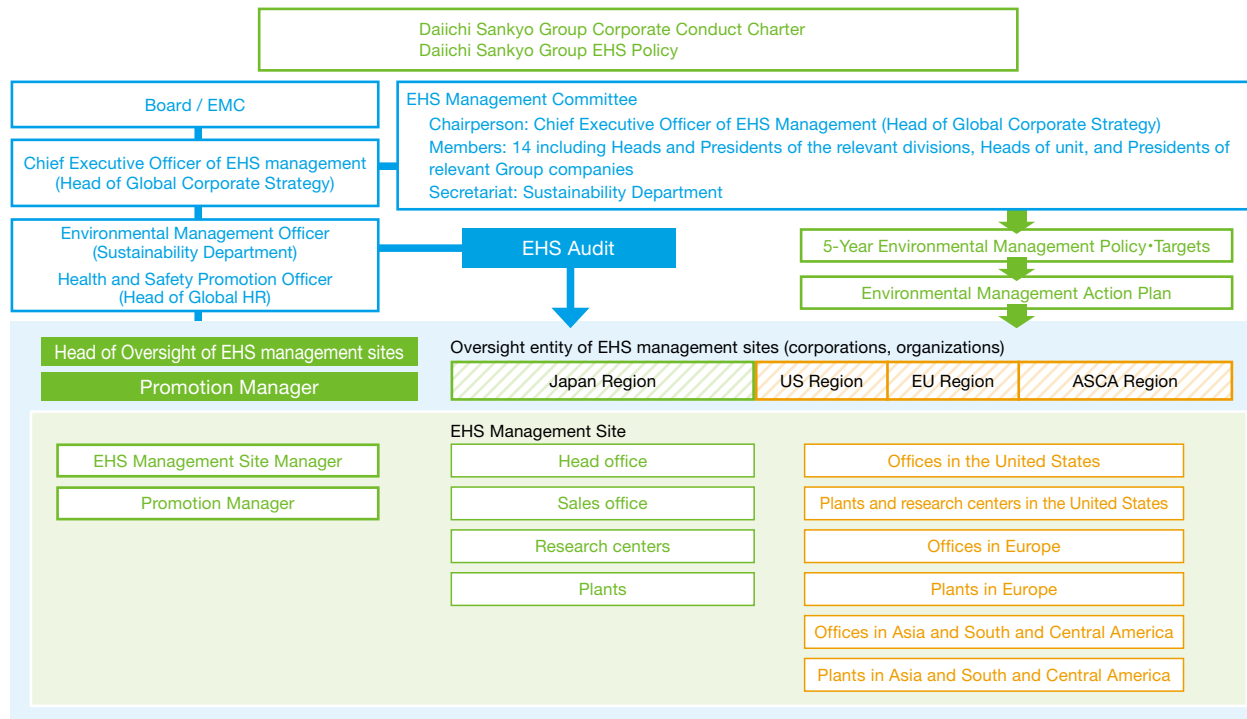 Daiichi Sankyo Group Corporate Conduct Charter
Daiichi Sankyo Group EHS Policy
Board / EMC
Chief Executive Officer of EHS management
(Head of Global Corporate Strategy)
Environmental Management Officer
(Sustainability Department)
Health and Safety Promotion Officer
(Head of Global HR)
EHS Management Committee
Chairperson: Chief Executive Officer of EHS Management (Head of Global Corporate Strategy)
Members: 14 including Heads and Presidents of the relevant divisions, Heads of unit, and Presidents of
relevant Group companies
Secretariat: Sustainability Department
EHS Audit
5-Year Environmental Management Policy・Targets
Environmental Management Action Plan
Head of Oversight of EHS management sites
Promotion Manager
Oversight entity of EHS management sites (corporations, organizations)
Japan Region
US Region
EU Region
ASCA Region
EHS Management Site Manager
Promotion Manager
EHS Management Site
Head office
Sales office
Research centers
Plants
Offices in the United States
Plants and research centers in the United States
Offices in Europe
Plants in Europe
Offices in Asia and South and Central America
Plants in Asia and South and Central America